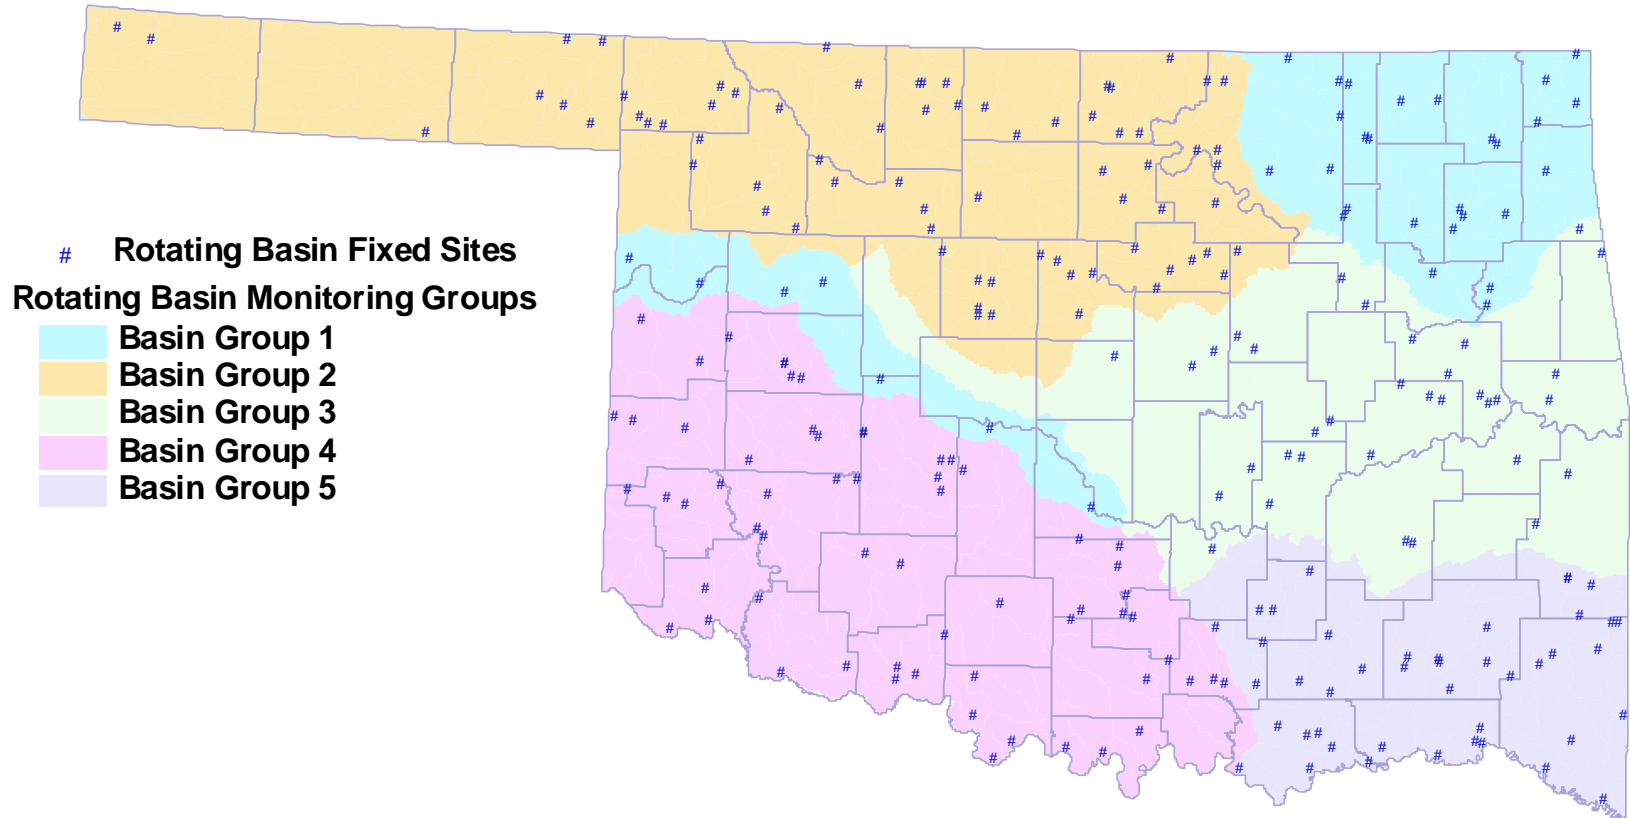 # Rotating Basin Fixed Sites
Rotating Basin Monitoring Groups
Basin Group 1
Basin Group 2
Basin Group 3
Basin Group 4
Basin Group 5